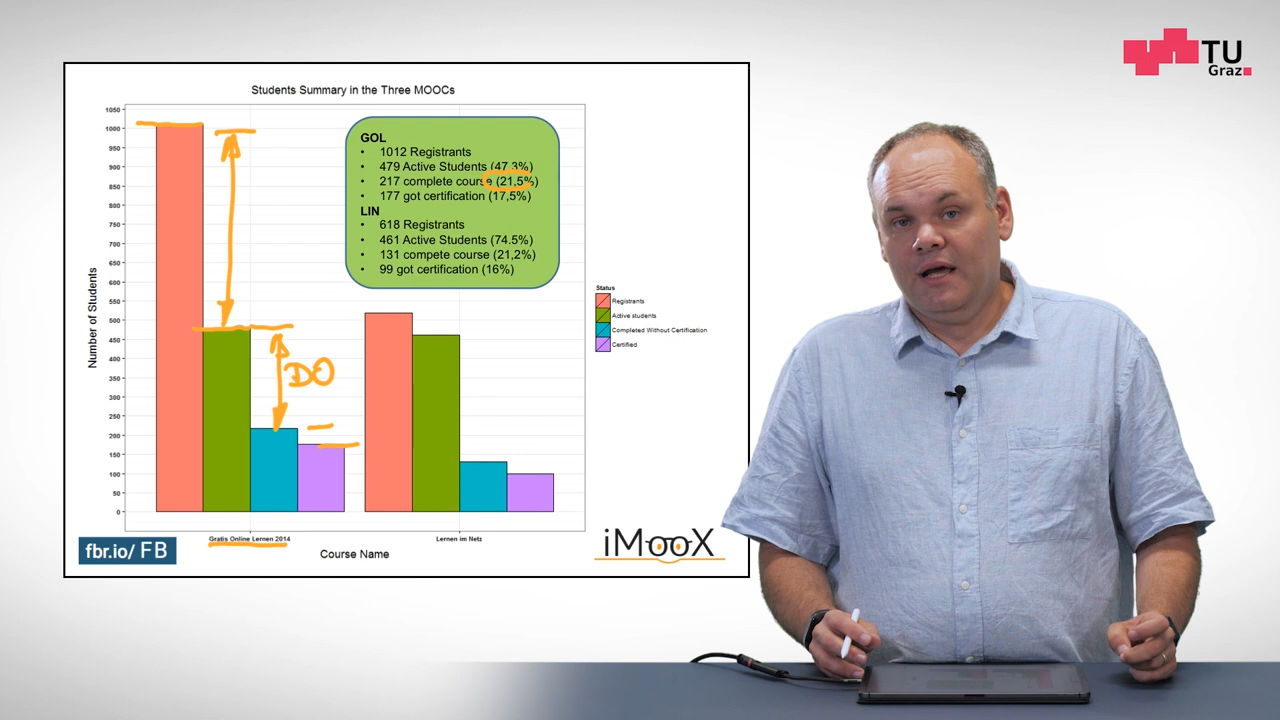 TU
Graz
Students Summary in the Three MOOCs
Number of Students
1050
1000
950
900
850
800
750
700
650
600
550
500
450
400
350
300
250
200
150
100
50
0
GOL
• 1012 Registrants
• 479 Active Students (47.3%)
• 217 complete course (21,5%)
• 177 got certification (17,5%)
LIN
• 618 Registrants
• 461 Active Students (74.5%)
• 131 compete course (21,2%)
• 99 got certification (16%)
Status
Registrants
Active students
Completed Without Certification
Certified
DO
Gratis Online Lernen 2014
Lernen im Netz
Course Name
fbr.io/ FB
iMooX